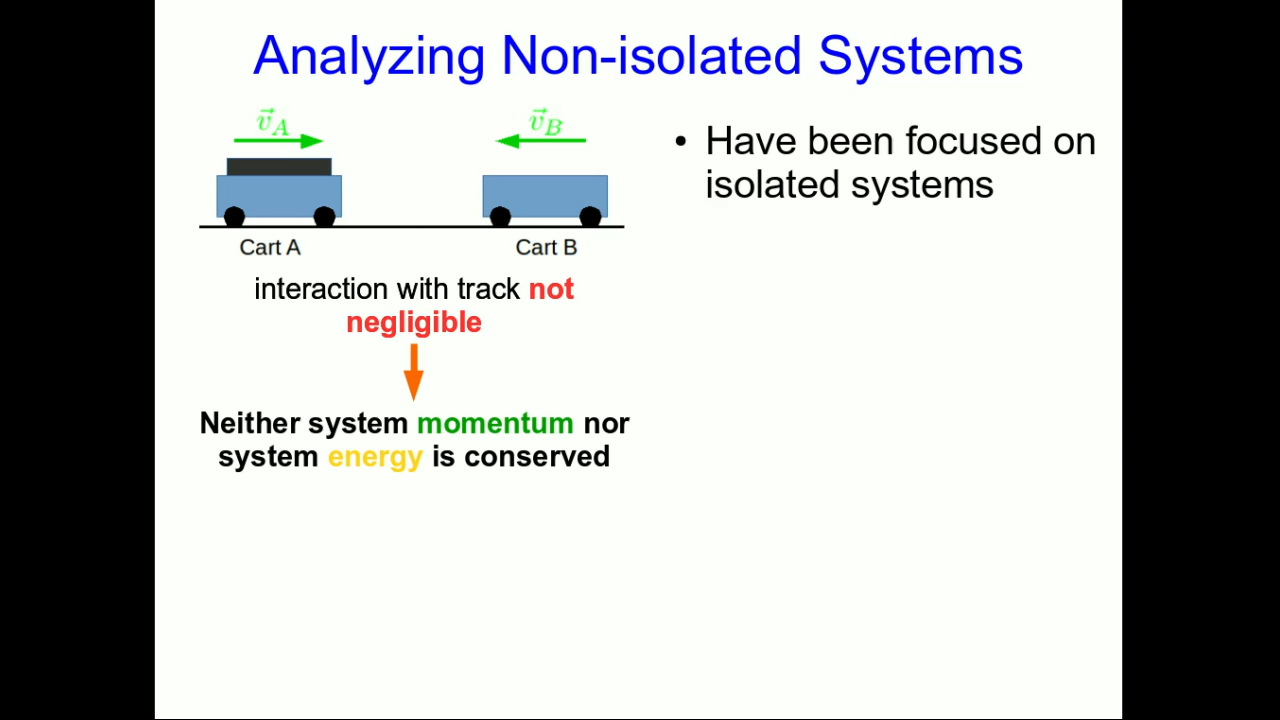 Analyzing Non-isolated Systems
v⃗A
v⃗B
Cart A
Cart B
interaction with track not
negligible
Neither system momentum nor
system energy is conserved
• Have been focused on
isolated systems